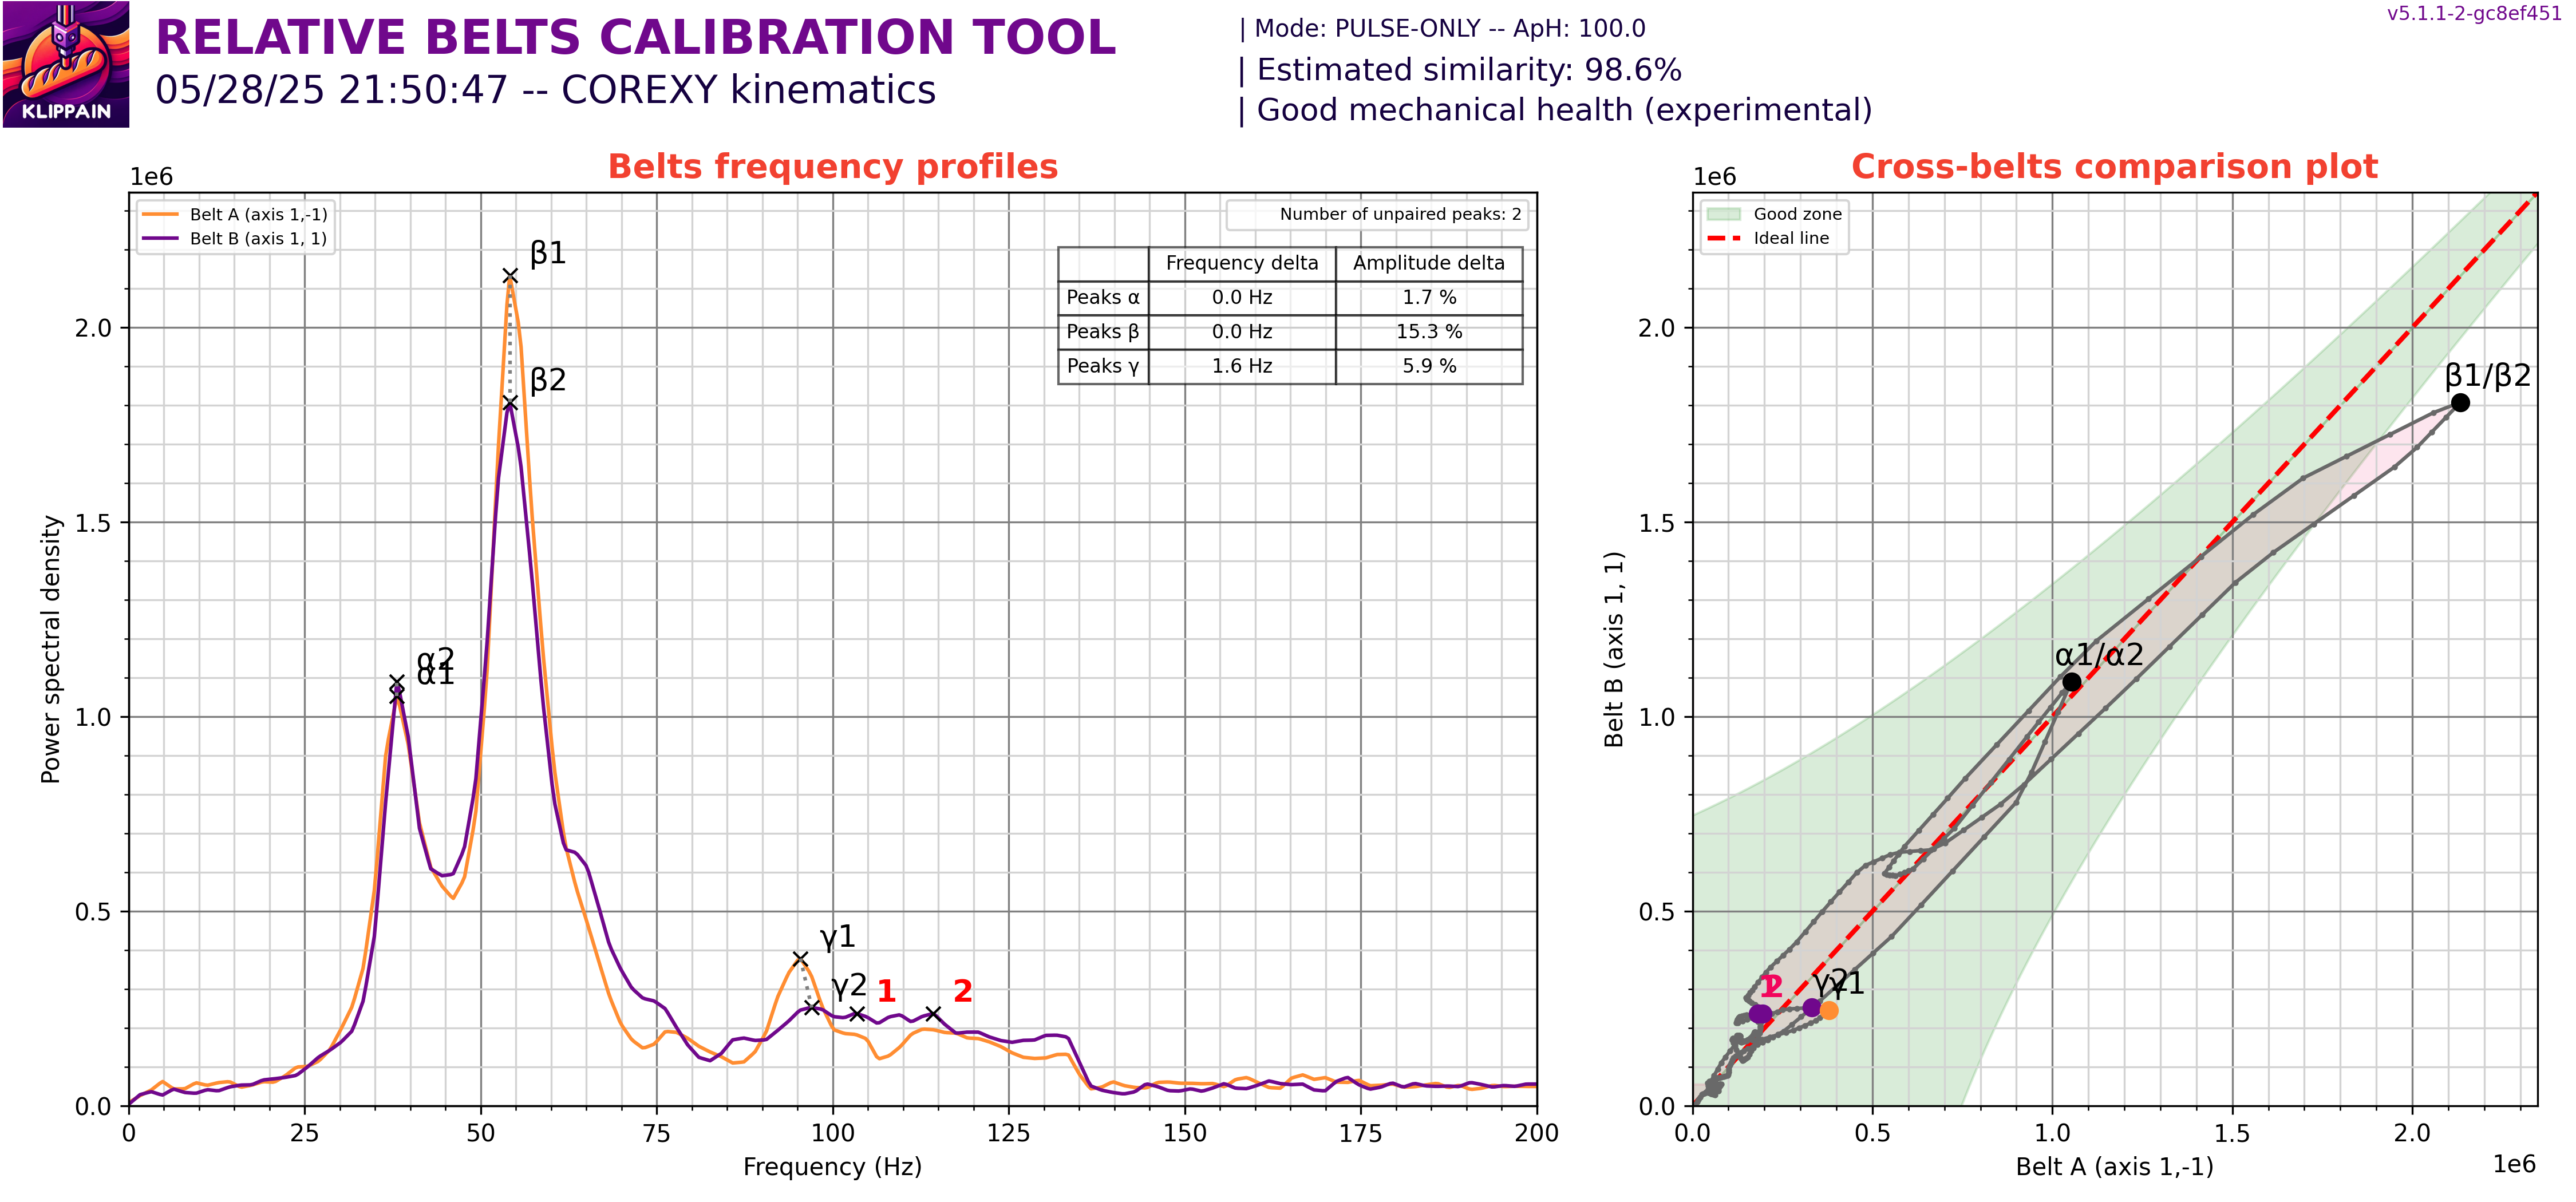 KLIPPAIN
RELATIVE BELTS CALIBRATION TOOL
05/28/25 21:50:47 -- COREXY kinematics
| Mode: PULSE-ONLY -- ApH: 100.0
| Estimated similarity: 98.6%
| Good mechanical health (experimental)
v5.1.1-2-gc8ef451
Belts frequency profiles
1e6
Belt A (axis 1,-1)
Belt B (axis 1, 1)
Number of unpaired peaks: 2
Frequency delta Amplitude delta
Peaks α 0.0 Hz 1.7 %
Peaks β 0.0 Hz 15.3 %
Peaks γ 1.6 Hz 5.9 %
β1
β2
α2
α1
γ1
γ2
1
2
2.0
1.5
1.0
0.5
0.0
Power spectral density
0 25 50 75 100 125 150 175 200
Frequency (Hz)
Cross-belts comparison plot
1e6
Good zone
Ideal line
β1/β2
α1/α2
γ2
γ1
1
2
2.0
1.5
1.0
0.5
0.0
Belt B (axis 1, 1)
0.0 0.5 1.0 1.5 2.0
Belt A (axis 1,-1)
1e6